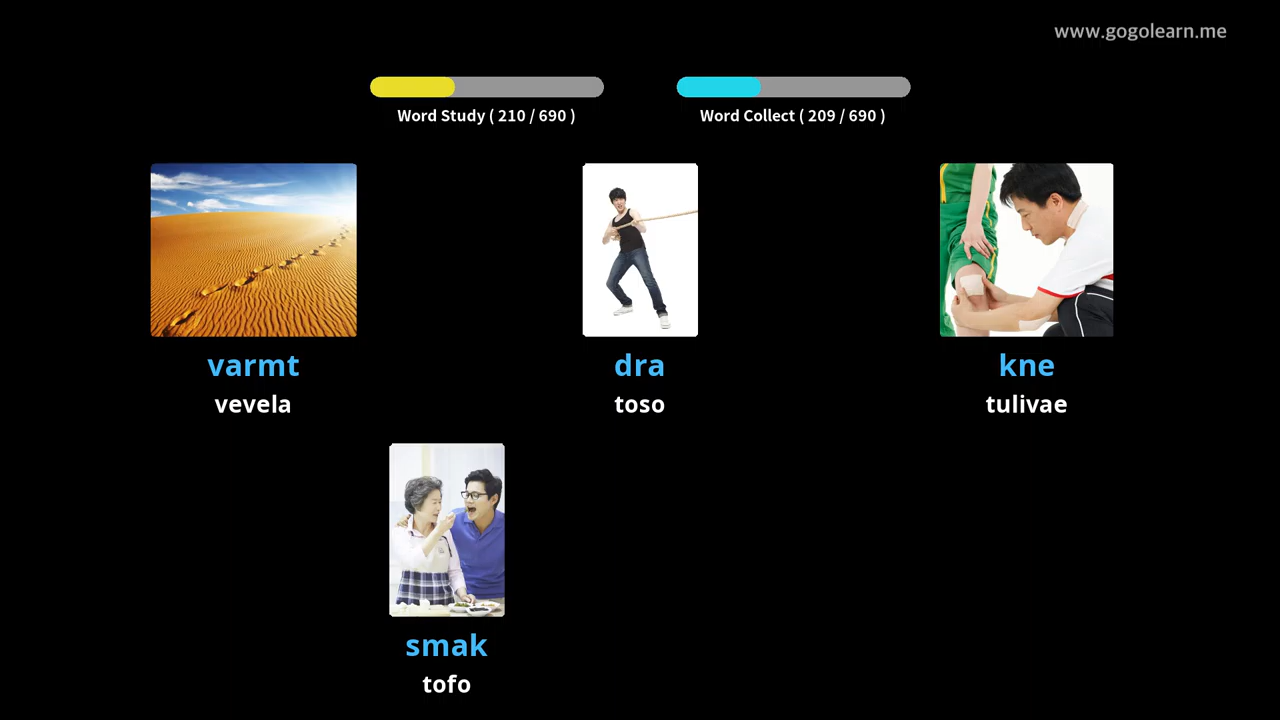 www.gogolearn.me
Word Study ( 210 / 690 )
Word Collect ( 209 / 690 )
varmt
vevela
dra
toso
kne
tulivae
smak
tofo